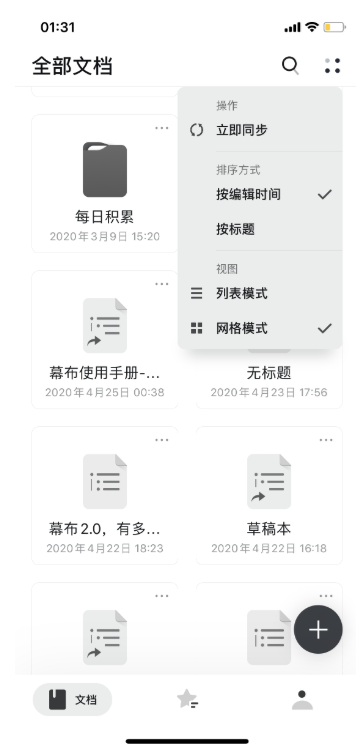 01:31
全部文档
操作
立即同步
排序方式
按编辑时间
按标题
视图
列表模式
网格模式
每日积累
2020年3月9日 15:20
幕布使用手册-...
2020年4月25日 00:38
无标题
2020年4月23日 17:56
幕布2.0，有多...
2020年4月22日 18:23
草稿本
2020年4月22日 16:18
文档